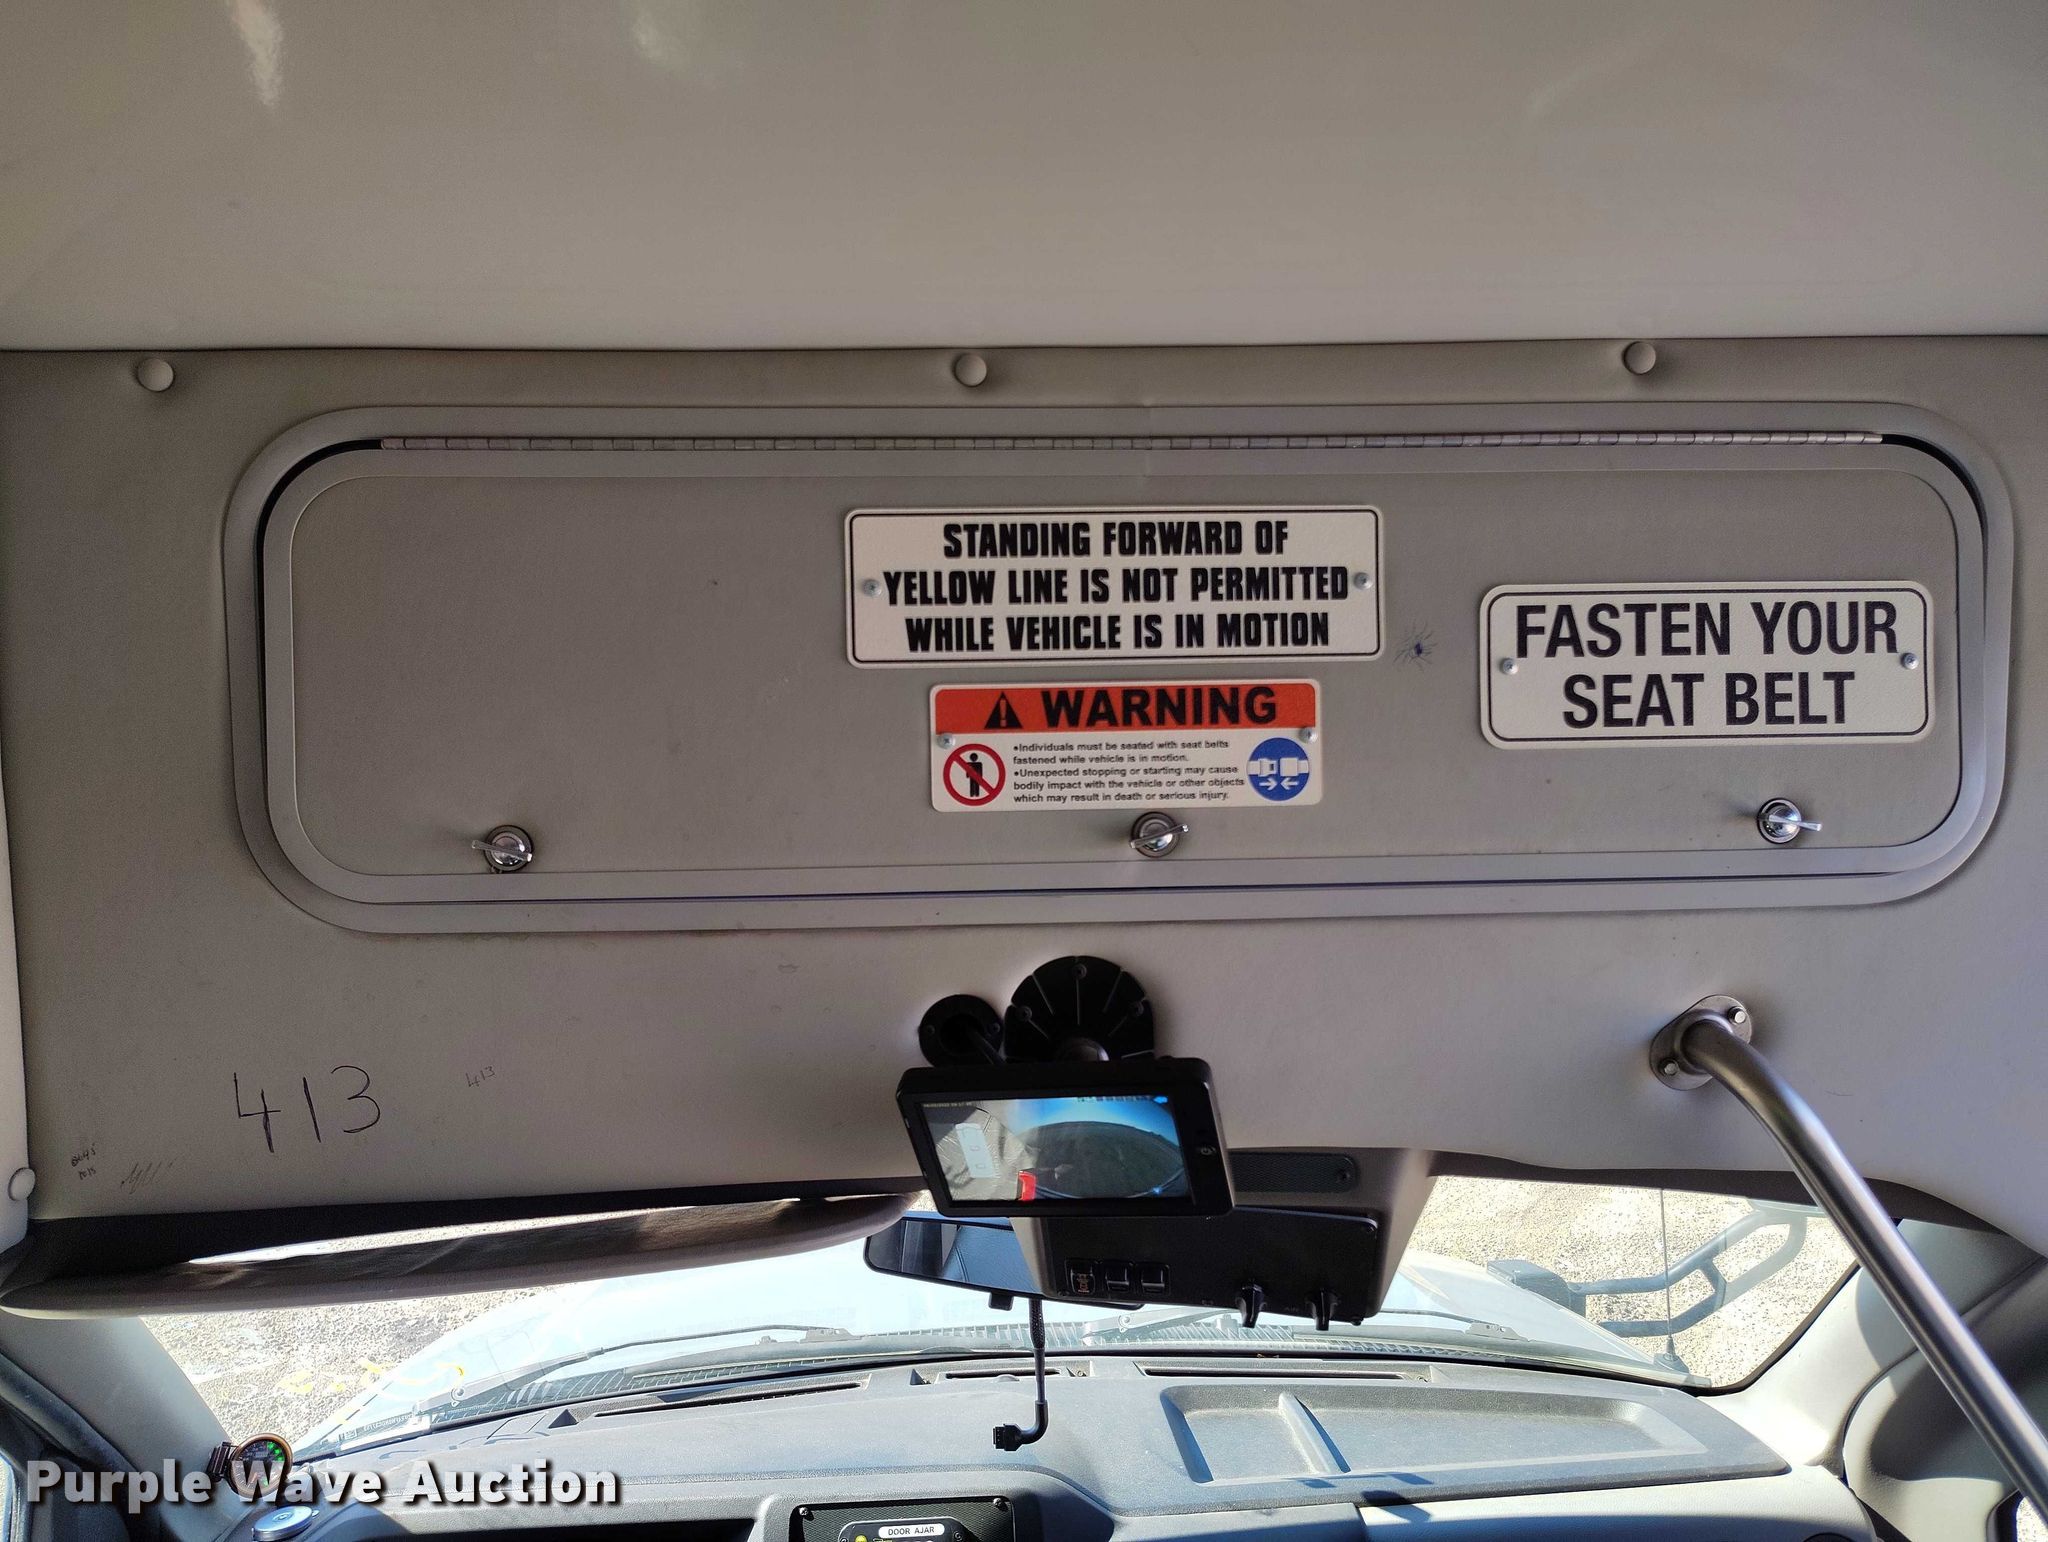 STANDING FORWARD OF
YELLOW LINE IS NOT PERMITTED
WHILE VEHICLE IS IN MOTION
FASTEN YOUR
SEAT BELT
WARNING
•Individuals must be seated with seat belts
fastened while vehicle is in motion.
•Unexpected stopping or starting may cause
bodily impact with the vehicle or other objects
which may result in death or serious injury.
413
413
Purple Wave Auction
DOOR AJAR